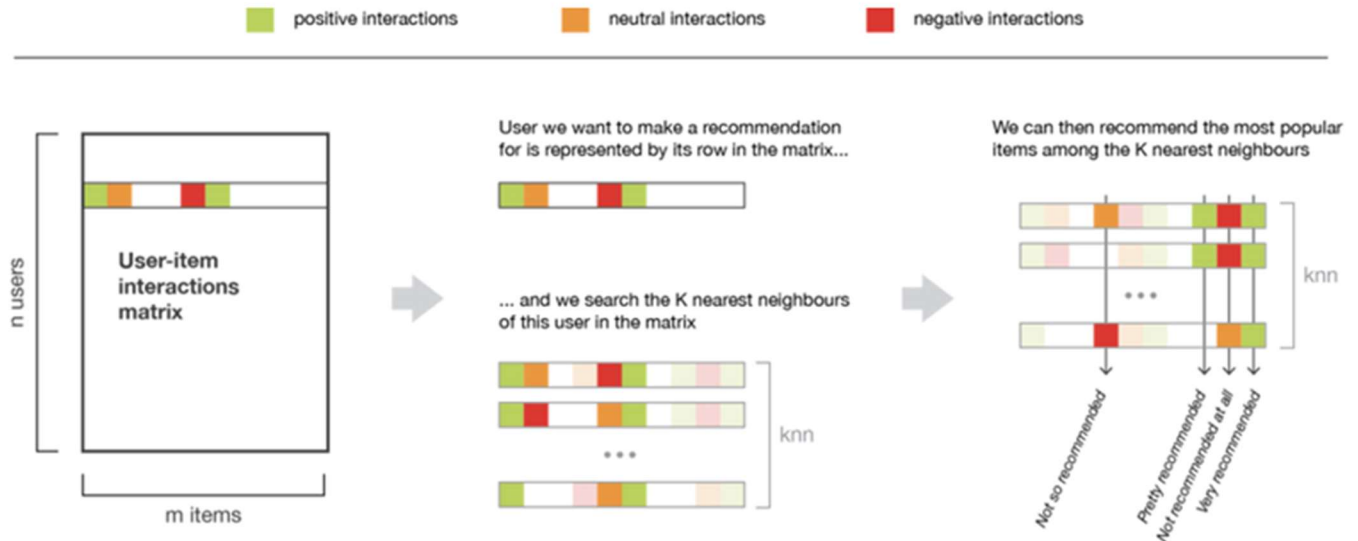 positive interactions
neutral interactions
negative interactions
n users
User-item
interactions
matrix
m items
User we want to make a recommendation
for is represented by its row in the matrix...
... and we search the K nearest neighbours
of this user in the matrix
knn
We can then recommend the most popular
items among the K nearest neighbours
knn
Not so recommended
Pretty recommended
Not recommended at all
Very recommended